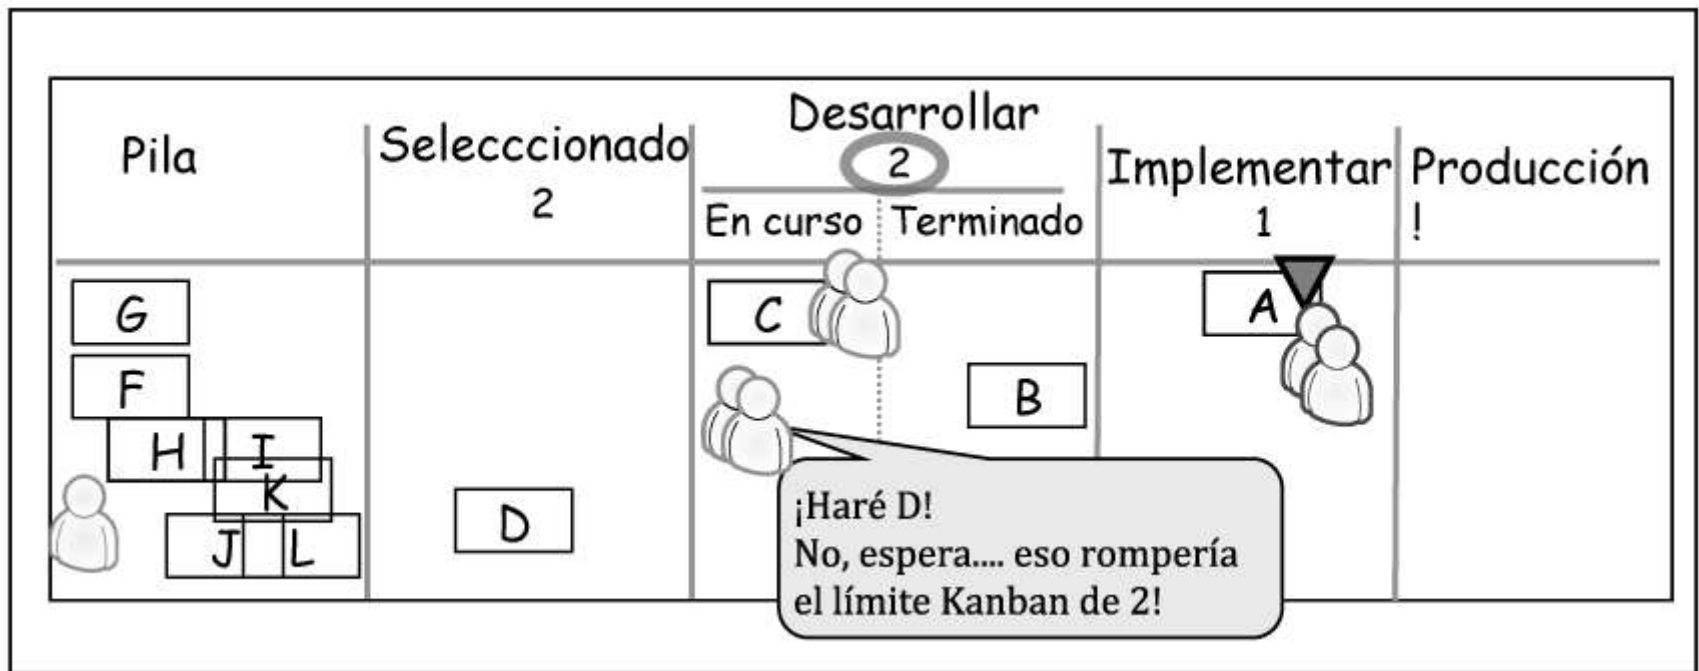 Pila
Selecccionado
2
Desarrollar
2
En curso
Terminado
Implementar
1
Producción
!
G
F
H
I
K
J
L
D
C
B
A
¡Haré D!
No, espera.... eso rompería
el límite Kanban de 2!